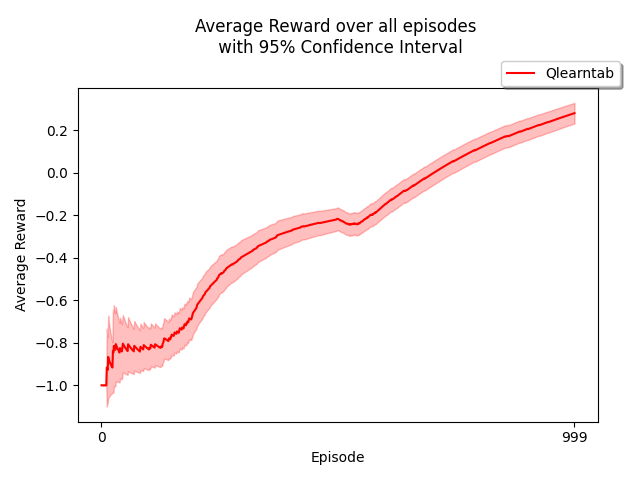 Average Reward over all episodes
with 95% Confidence Interval
Qlearntab
0.2
0.0
−0.2
−0.4
−0.6
−0.8
−1.0
Average Reward
0
999
Episode